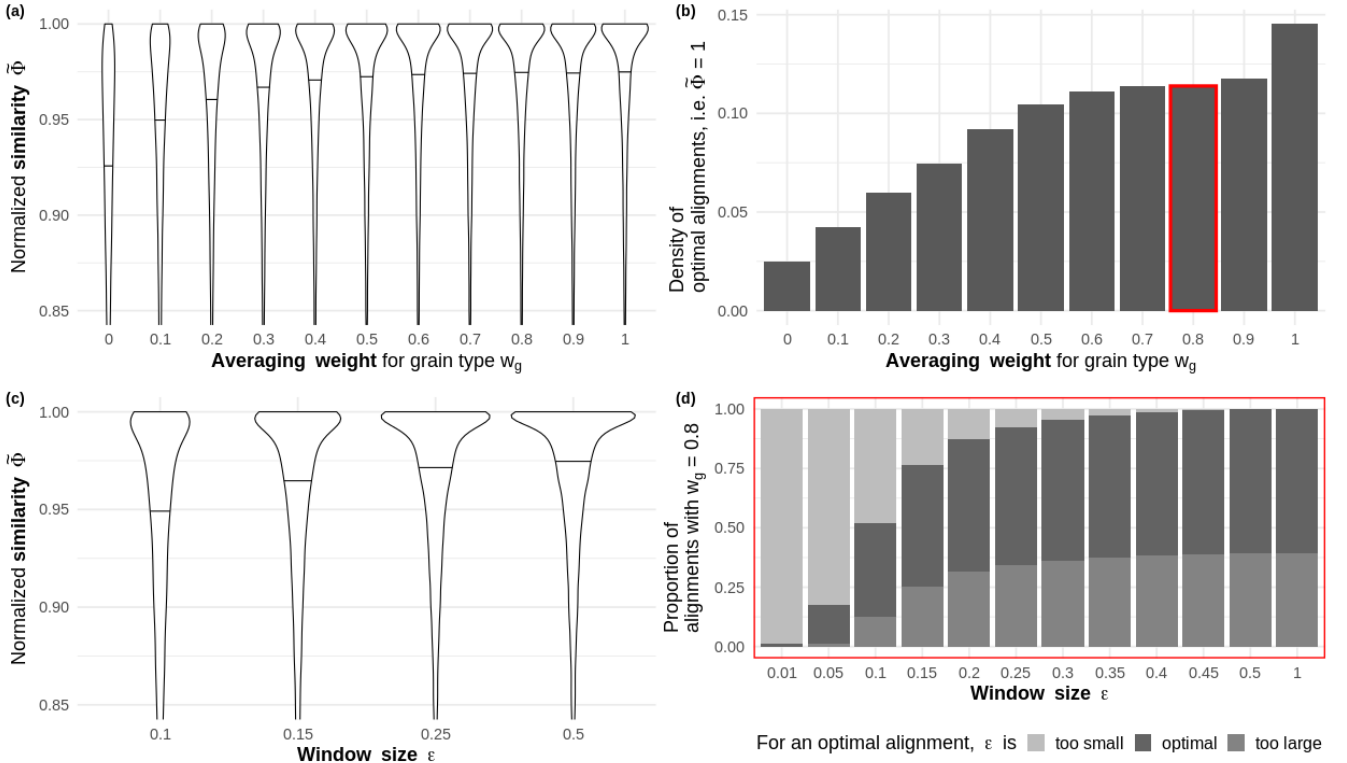 (a)
1.00
0.95
0.90
0.85
Normalized similarity Φ̃
0 0.1 0.2 0.3 0.4 0.5 0.6 0.7 0.8 0.9 1
Averaging weight for grain type w_g
(b)
0.15
0.10
0.05
0.00
Density of
optimal alignments, i.e. Φ̃ = 1
0 0.1 0.2 0.3 0.4 0.5 0.6 0.7 0.8 0.9 1
Averaging weight for grain type w_g
(c)
1.00
0.95
0.90
0.85
Normalized similarity Φ̃
0.1 0.15 0.25 0.5
Window size ε
(d)
1.00
0.75
0.50
0.25
0.00
Proportion of
alignments with w_g = 0.8
0.01 0.05 0.1 0.15 0.2 0.25 0.3 0.35 0.4 0.45 0.5 1
Window size ε
For an optimal alignment, ε is too small optimal too large